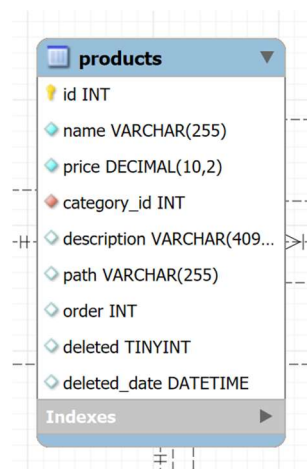 products
id INT
name VARCHAR(255)
price DECIMAL(10,2)
category_id INT
description VARCHAR(409...
path VARCHAR(255)
order INT
deleted TINYINT
deleted_date DATETIME
Indexes